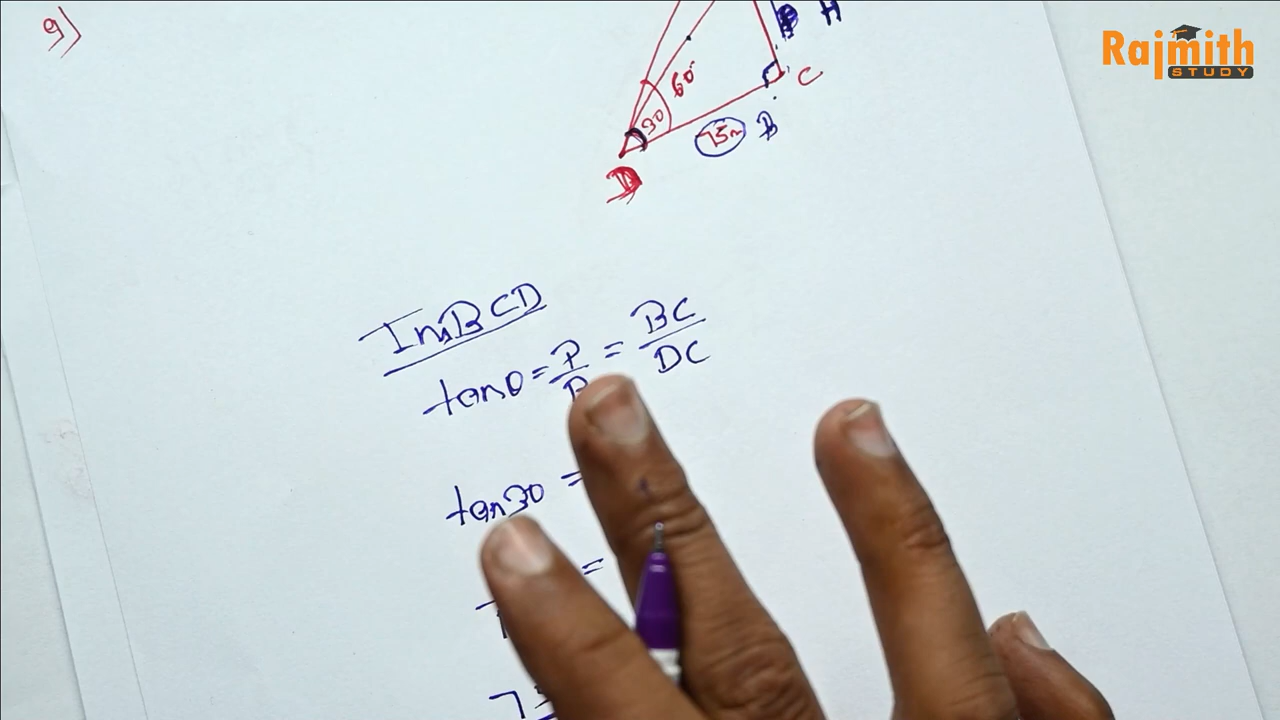 9)
Rajmith
STUDY
H
C
60°
30
75m B
D
In △BCD
tanθ = P = BC
DC
tan30 =
=